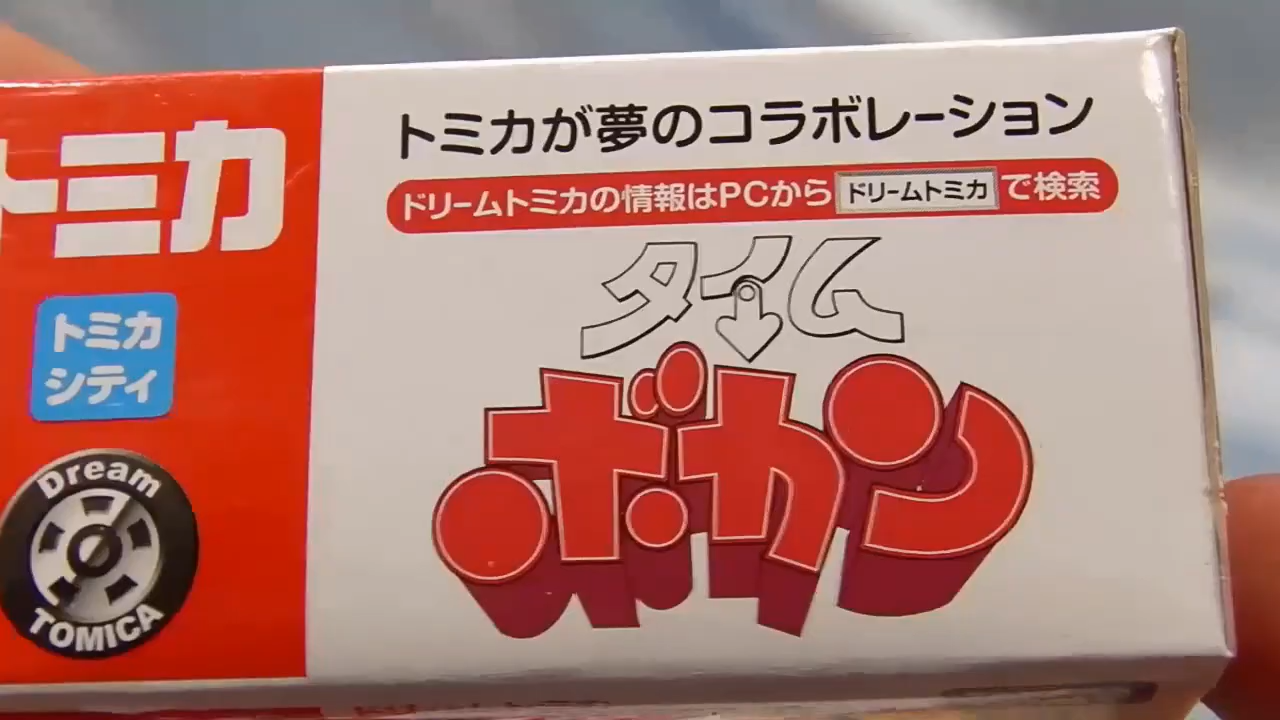 トミカ
トミカ
シティ
Dream
TOMICA
トミカが夢のコラボレーション
ドリームトミカの情報はPCから ドリームトミカ で検索
タイム
ボカン